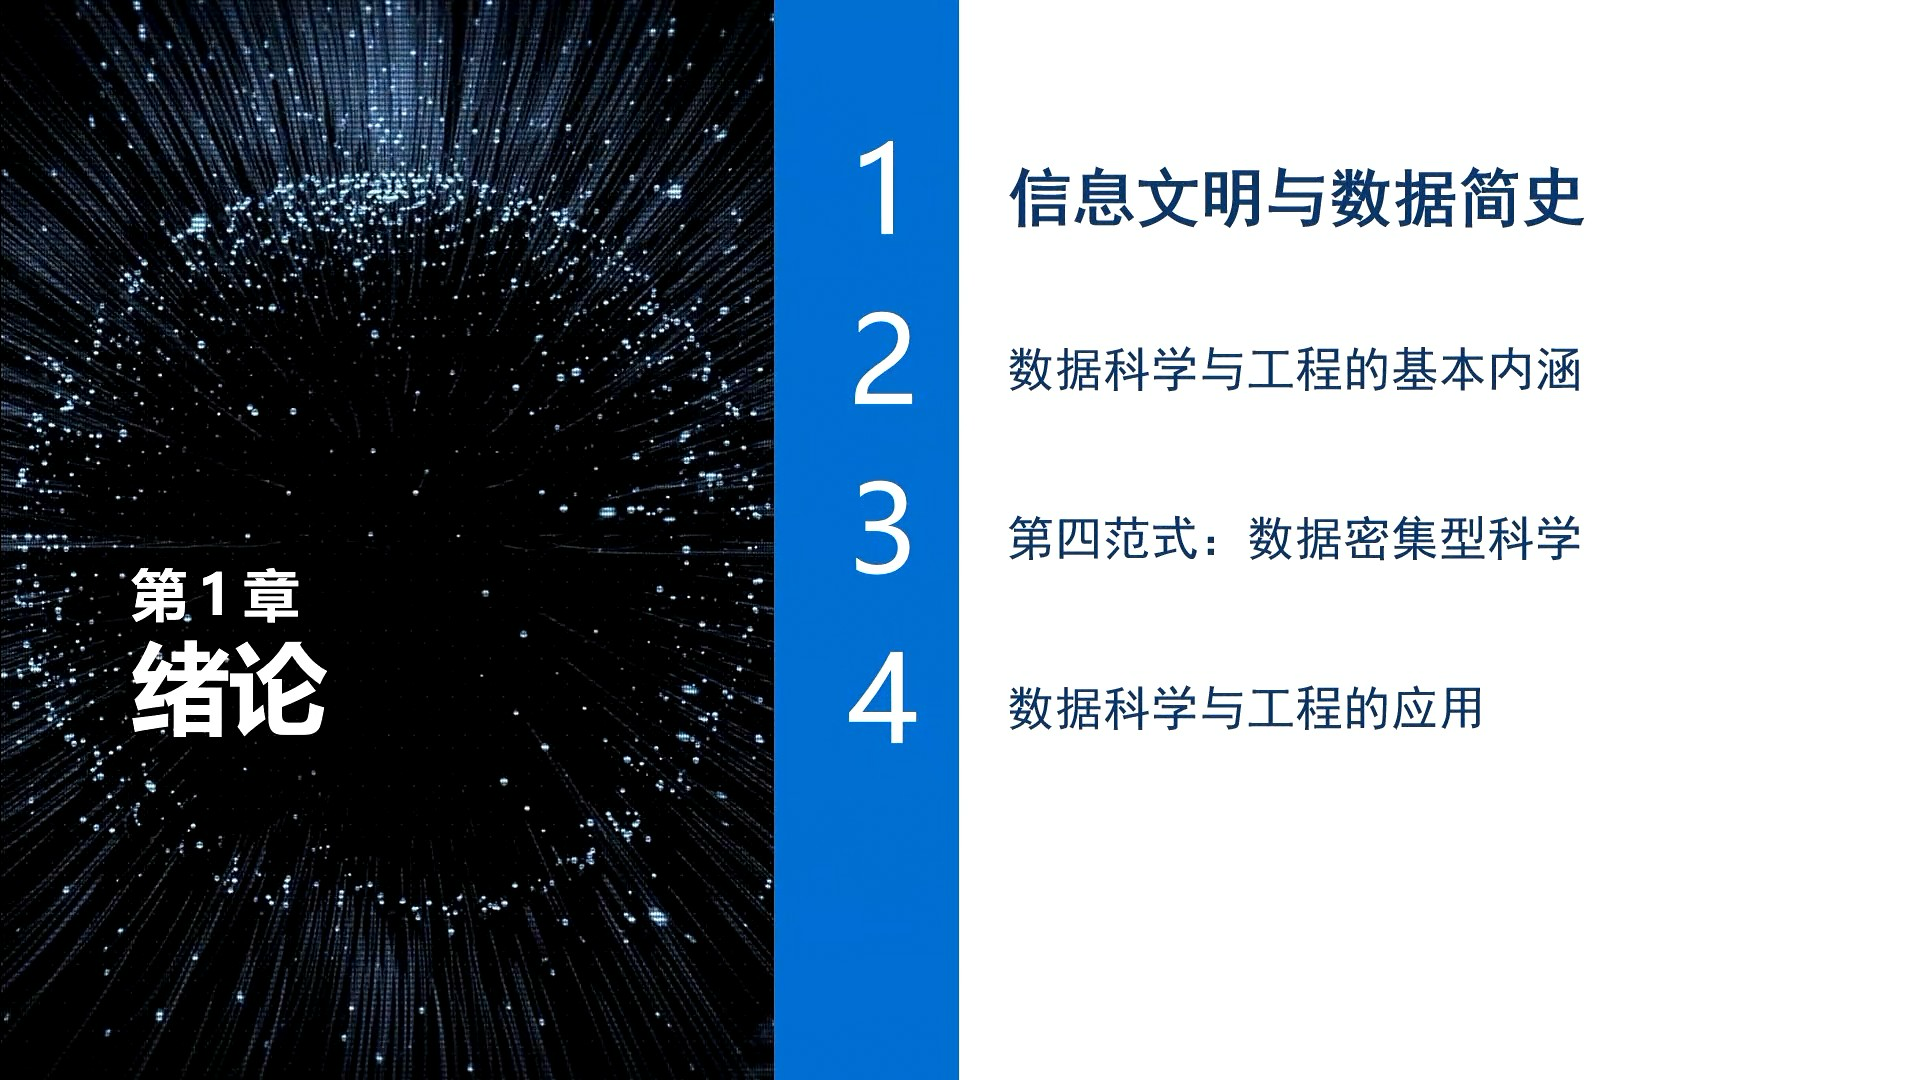 第1章
绪论
1 信息文明与数据简史
2 数据科学与工程的基本内涵
3 第四范式：数据密集型科学
4 数据科学与工程的应用